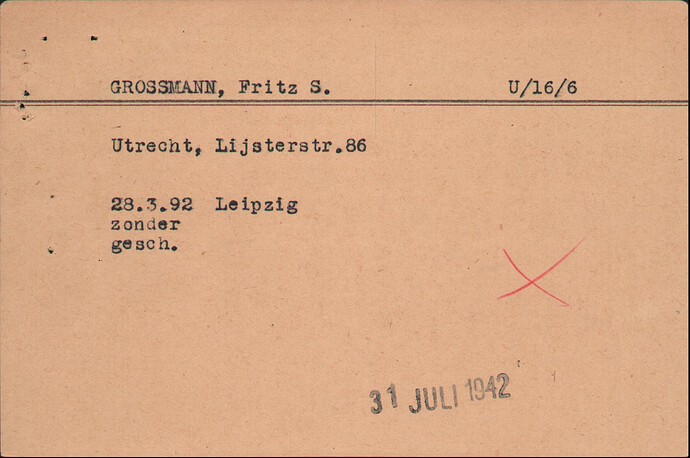 GROSSMANN, Fritz S. U/16/6
Utrecht, Lijsterstr.86
28.3.92 Leipzig
zonder
gesch.
31 JULI 1942